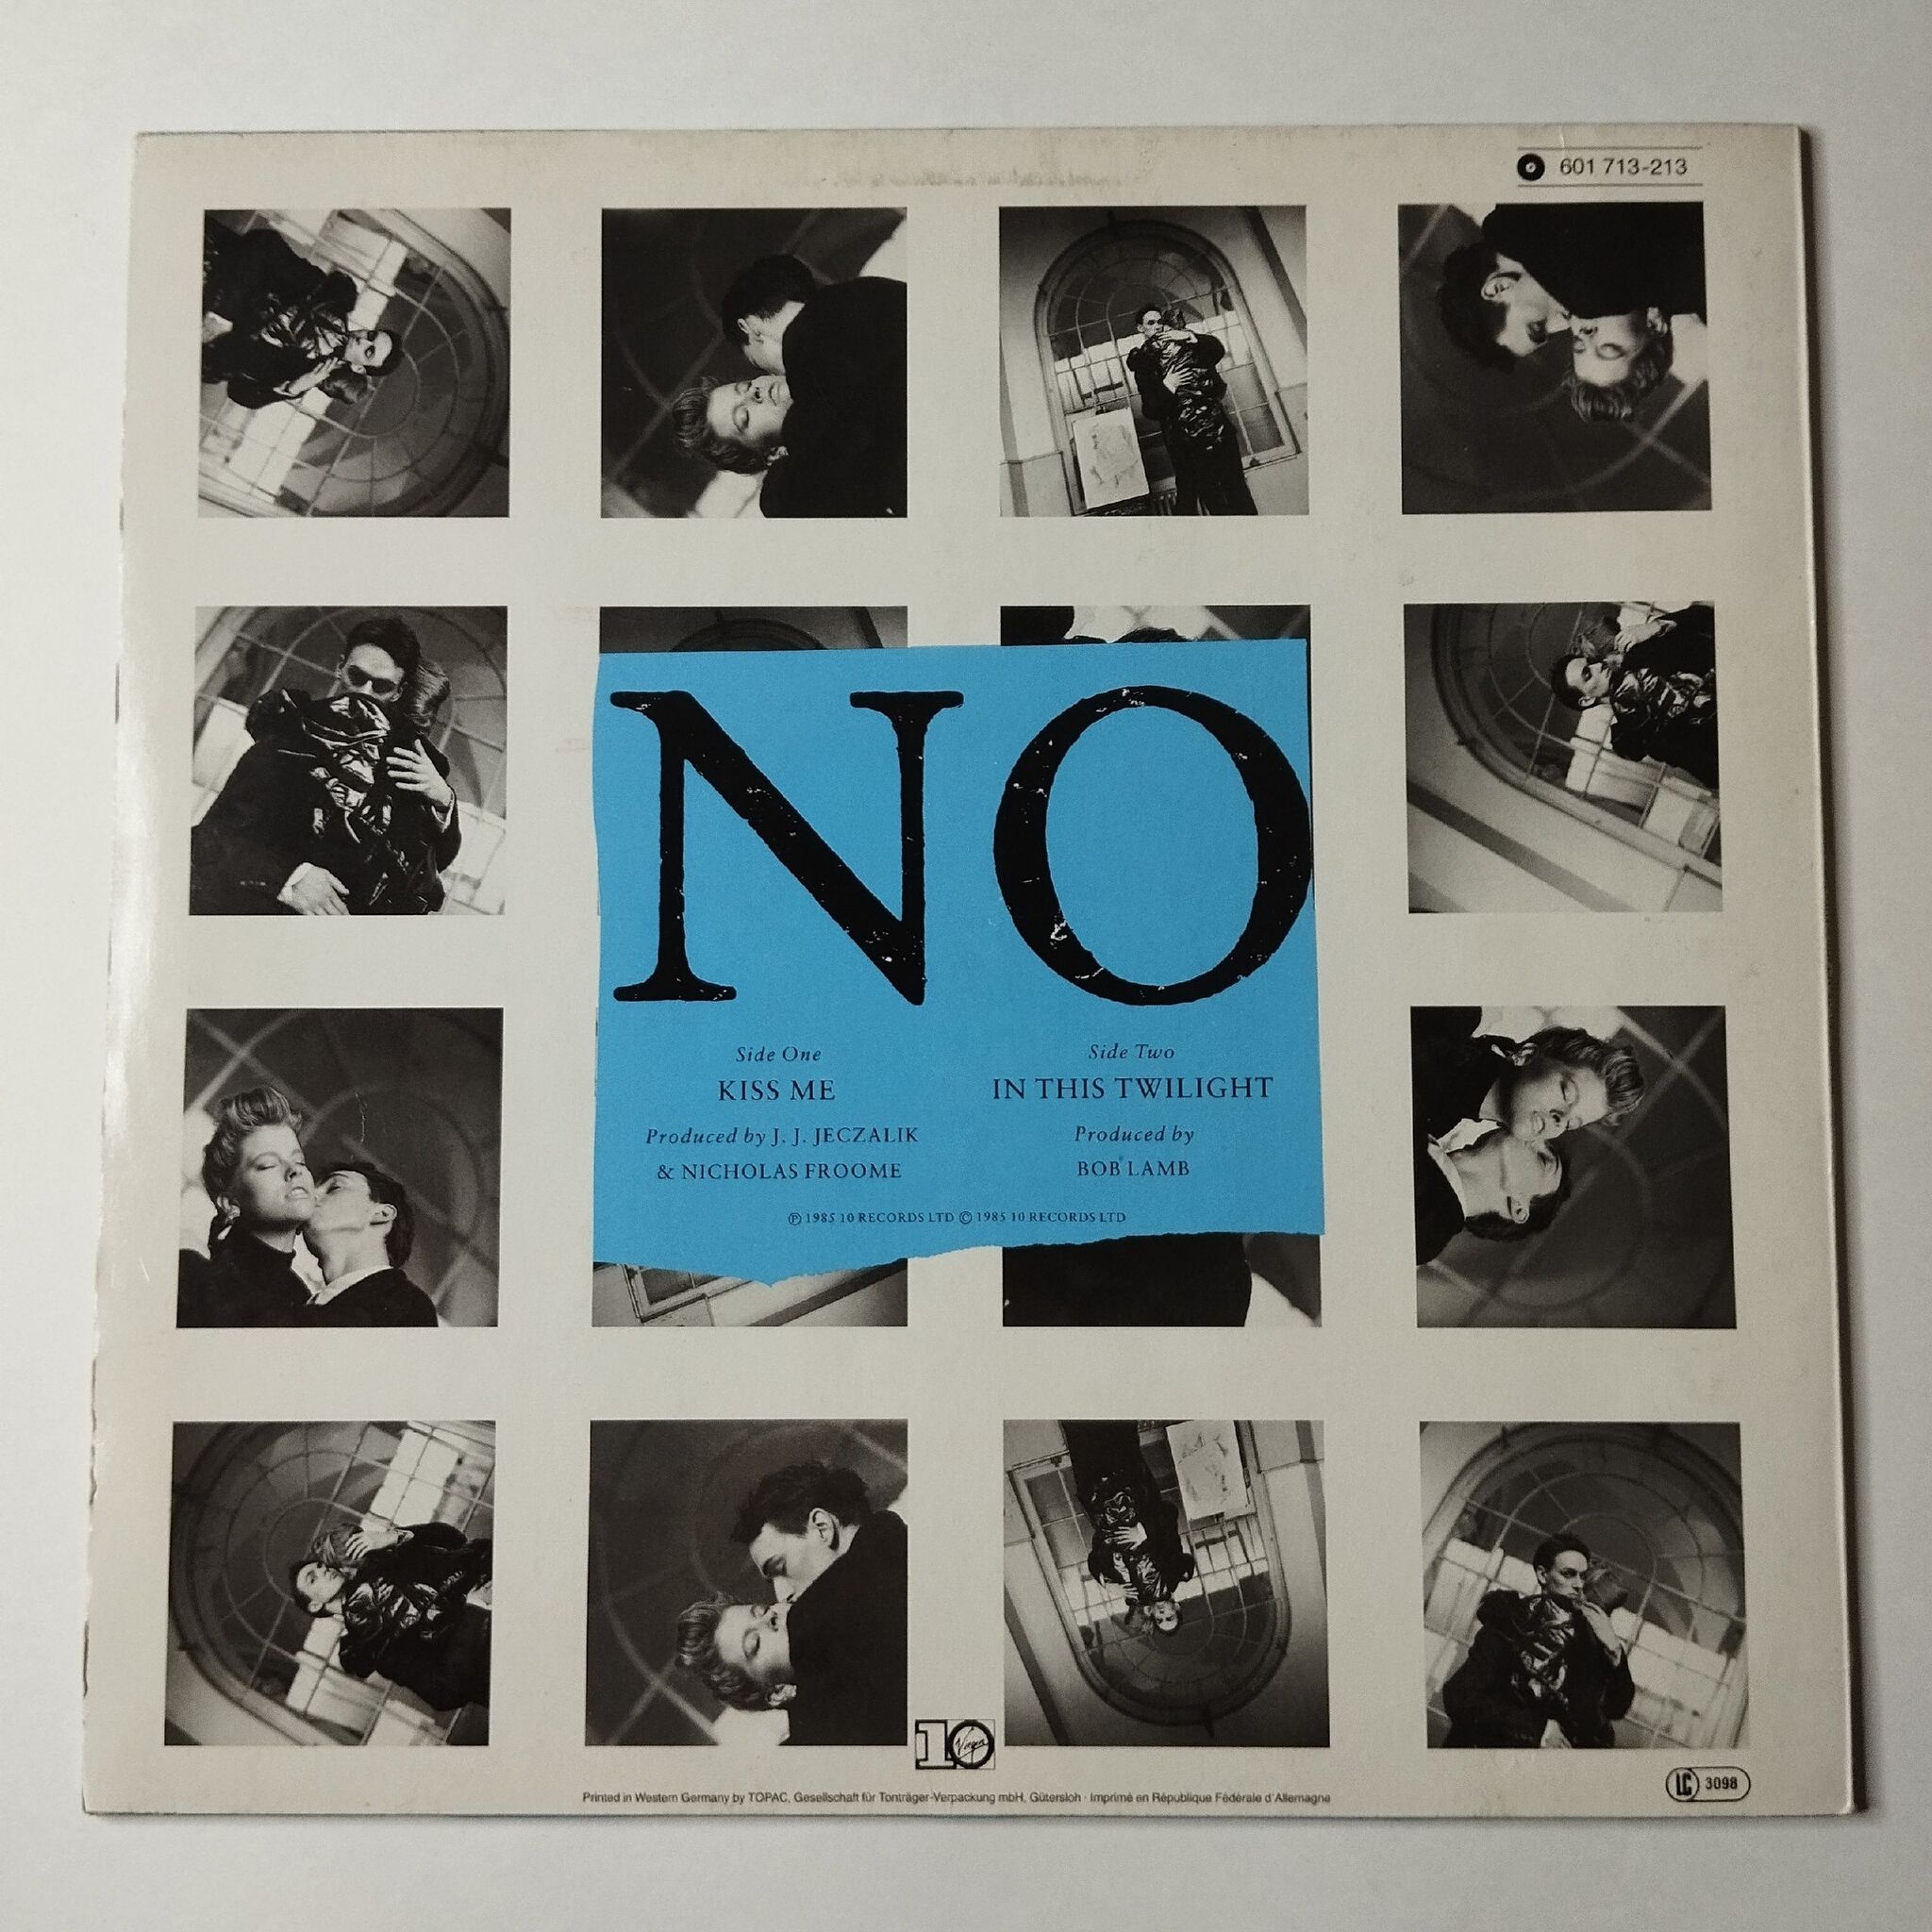 601 713-213
NO
Side One
KISS ME
Produced by J. J. JECZALIK
& NICHOLAS FROOME
Side Two
IN THIS TWILIGHT
Produced by
BOB LAMB
℗ 1985 10 RECORDS LTD © 1985 10 RECORDS LTD
10 Virgin
Printed in Western Germany by TOPAC, Gesellschaft für Tonträger-Verpackung mbH, Gütersloh · Imprimé en République Fédérale d'Allemagne
LC 3098